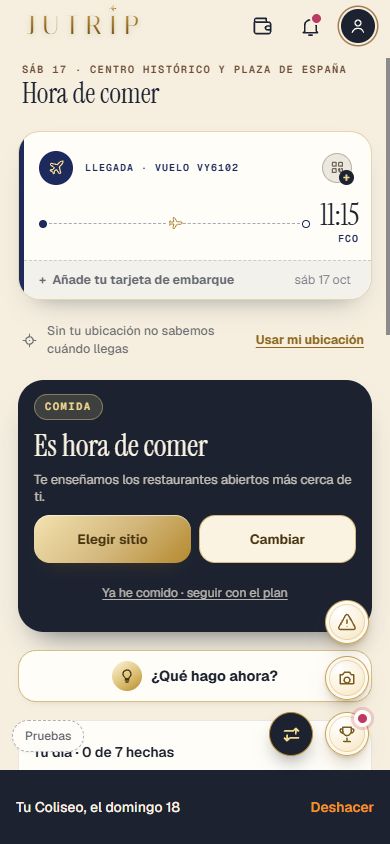 JUTRIP
SÁB 17 · CENTRO HISTÓRICO Y PLAZA DE ESPAÑA
Hora de comer
LLEGADA · VUELO VY6102
11:15
FCO
+ Añade tu tarjeta de embarque
sáb 17 oct
Sin tu ubicación no sabemos
cuándo llegas
Usar mi ubicación
COMIDA
Es hora de comer
Te enseñamos los restaurantes abiertos más cerca de
ti.
Elegir sitio
Cambiar
Ya he comido · seguir con el plan
¿Qué hago ahora?
Pruebas
Tu día · 0 de 7 hechas
Tu Coliseo, el domingo 18
Deshacer